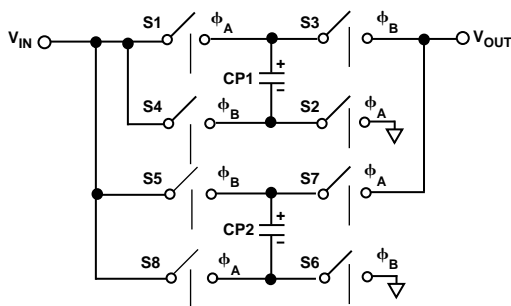 S1 ϕA S3 ϕB
VIN VOUT
+
CP1
–
S4 ϕB S2 ϕA
S5 ϕB S7 ϕA
+
CP2
–
S8 ϕA S6 ϕB